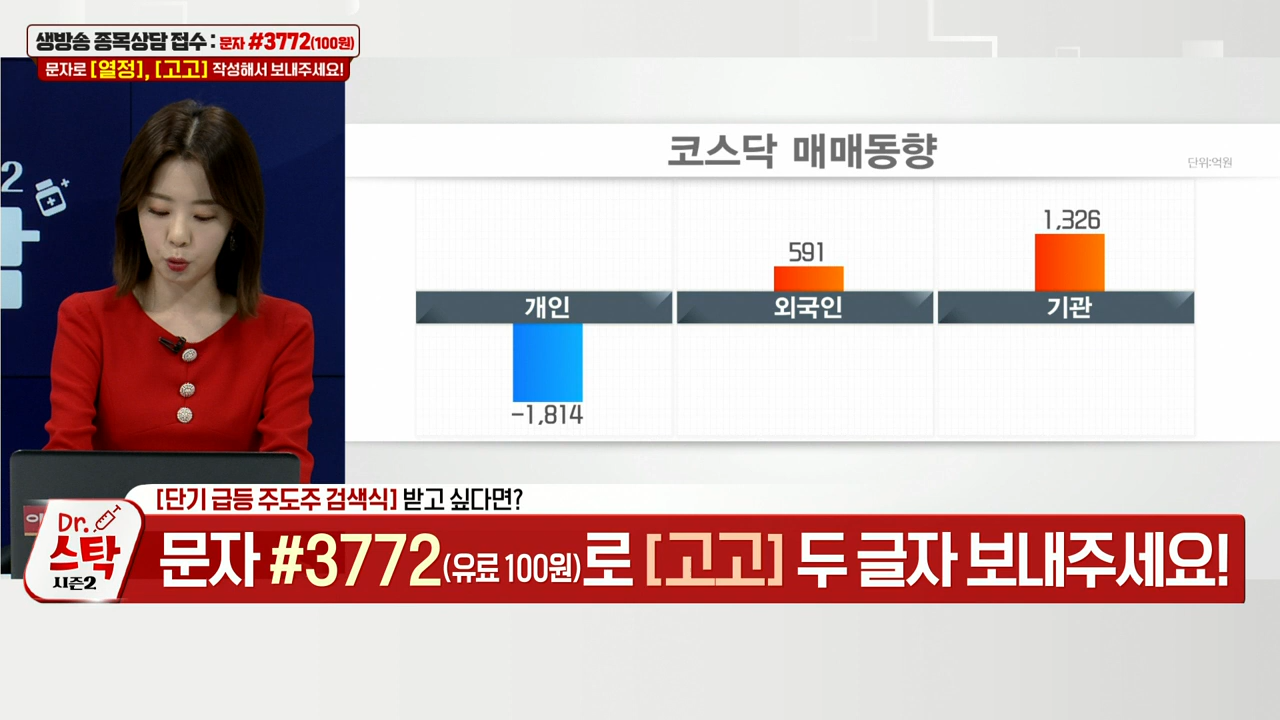 생방송 종목상담 접수 : 문자 #3772(100원)
문자로 [열정], [고고] 작성해서 보내주세요!
2
코스닥 매매동향
단위:억원
1,326
591
개인
외국인
기관
-1,814
[단기 급등 주도주 검색식] 받고 싶다면?
Dr.
스탁
시즌2
문자 #3772(유료 100원)로 [고고] 두 글자 보내주세요!